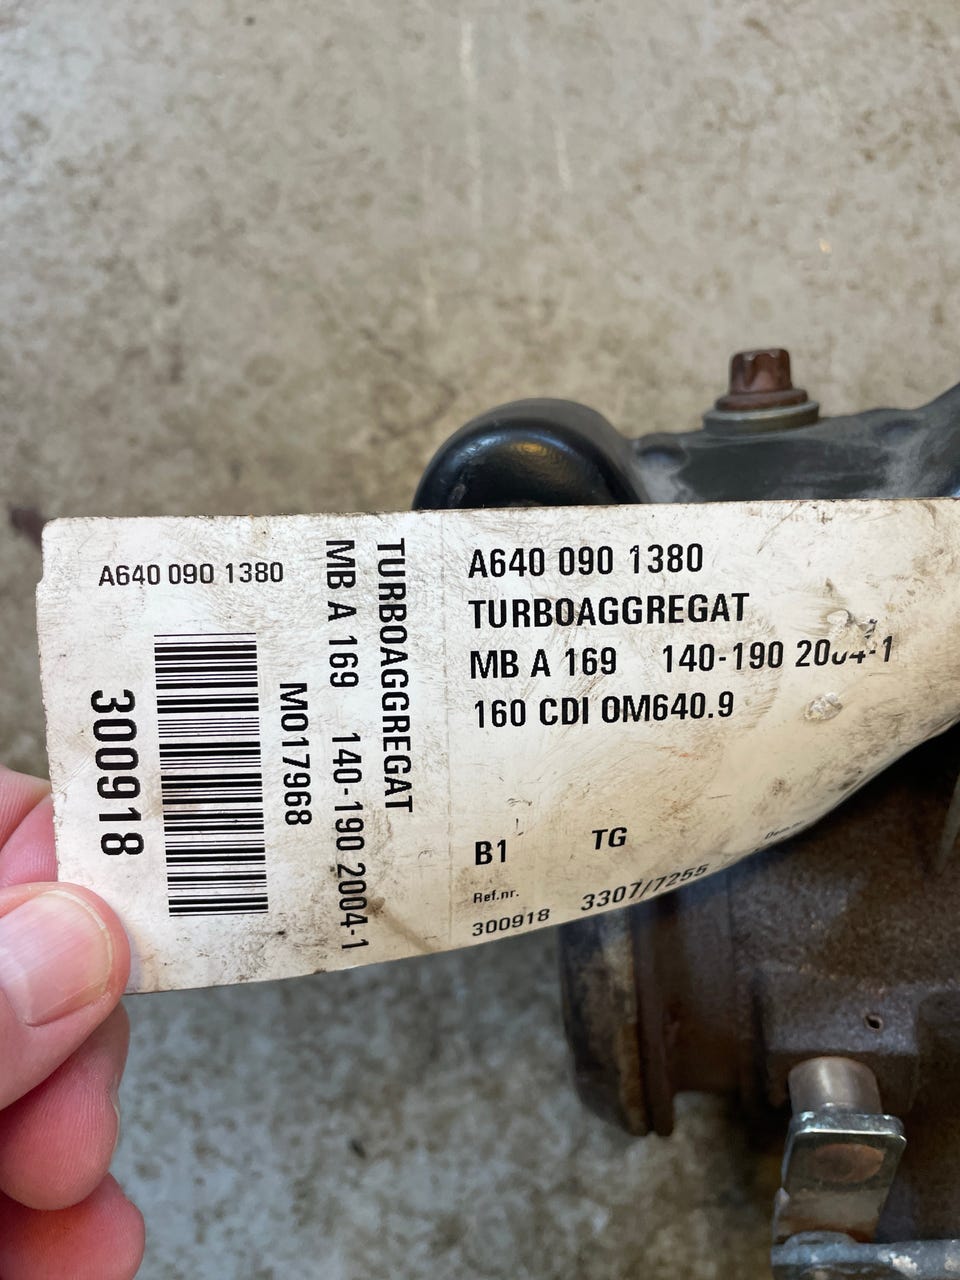 A640 090 1380
300918
M017968
MB A 169 140-190 2004-1
TURBOAGGREGAT
A640 090 1380
TURBOAGGREGAT
MB A 169 140-190 2004-1
160 CDI OM640.9
B1 TG
Ref.nr.
300918 3307/7255